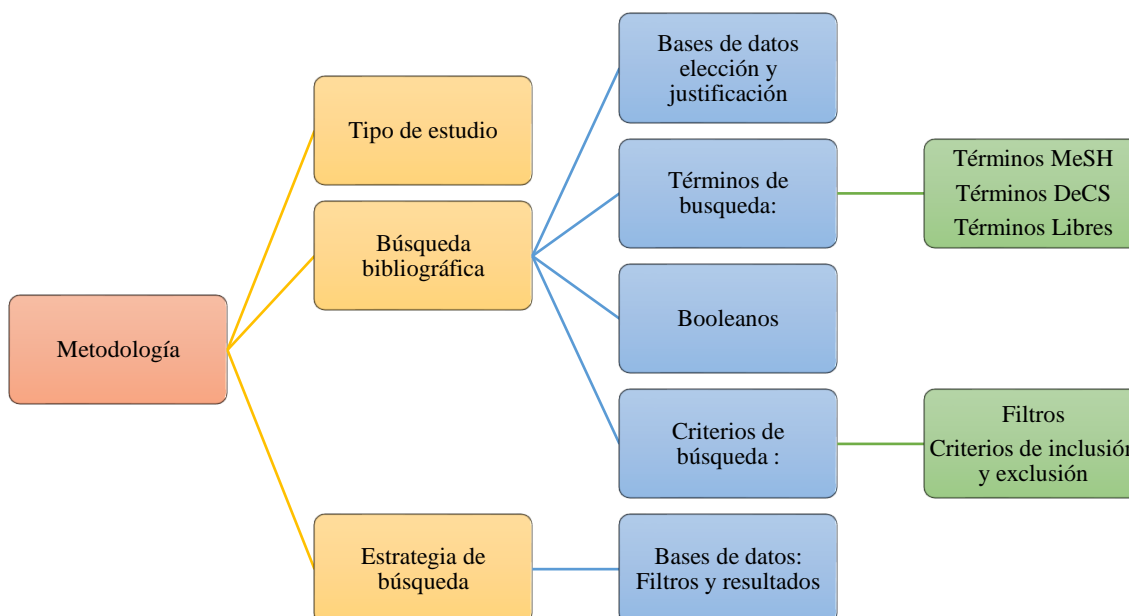 Metodología
Tipo de estudio
Búsqueda
bibliográfica
Estrategia de
búsqueda
Bases de datos
elección y
justificación
Términos de
busqueda:
Booleanos
Criterios de
búsqueda :
Bases de datos:
Filtros y resultados
Términos MeSH
Términos DeCS
Términos Libres
Filtros
Criterios de inclusión
y exclusión